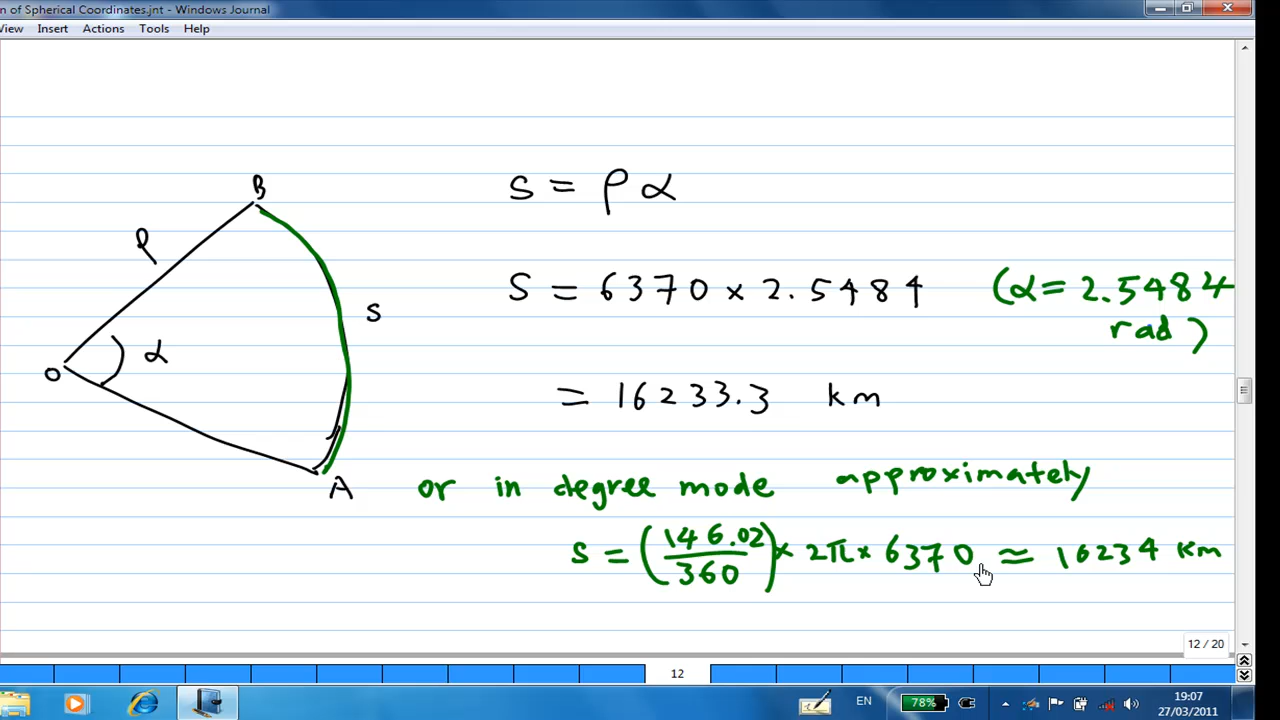 n of Spherical Coordinates.jnt - Windows Journal
View Insert Actions Tools Help
B
ρ
s
α
O
A
s = ρ α
S = 6370 × 2.5484 (α = 2.5484
rad)
= 16233.3 km
or in degree mode approximately
s = (146.02/360) × 2π × 6370 ≈ 16234 km
12 / 20
12
EN 78% 19:07
27/03/2011